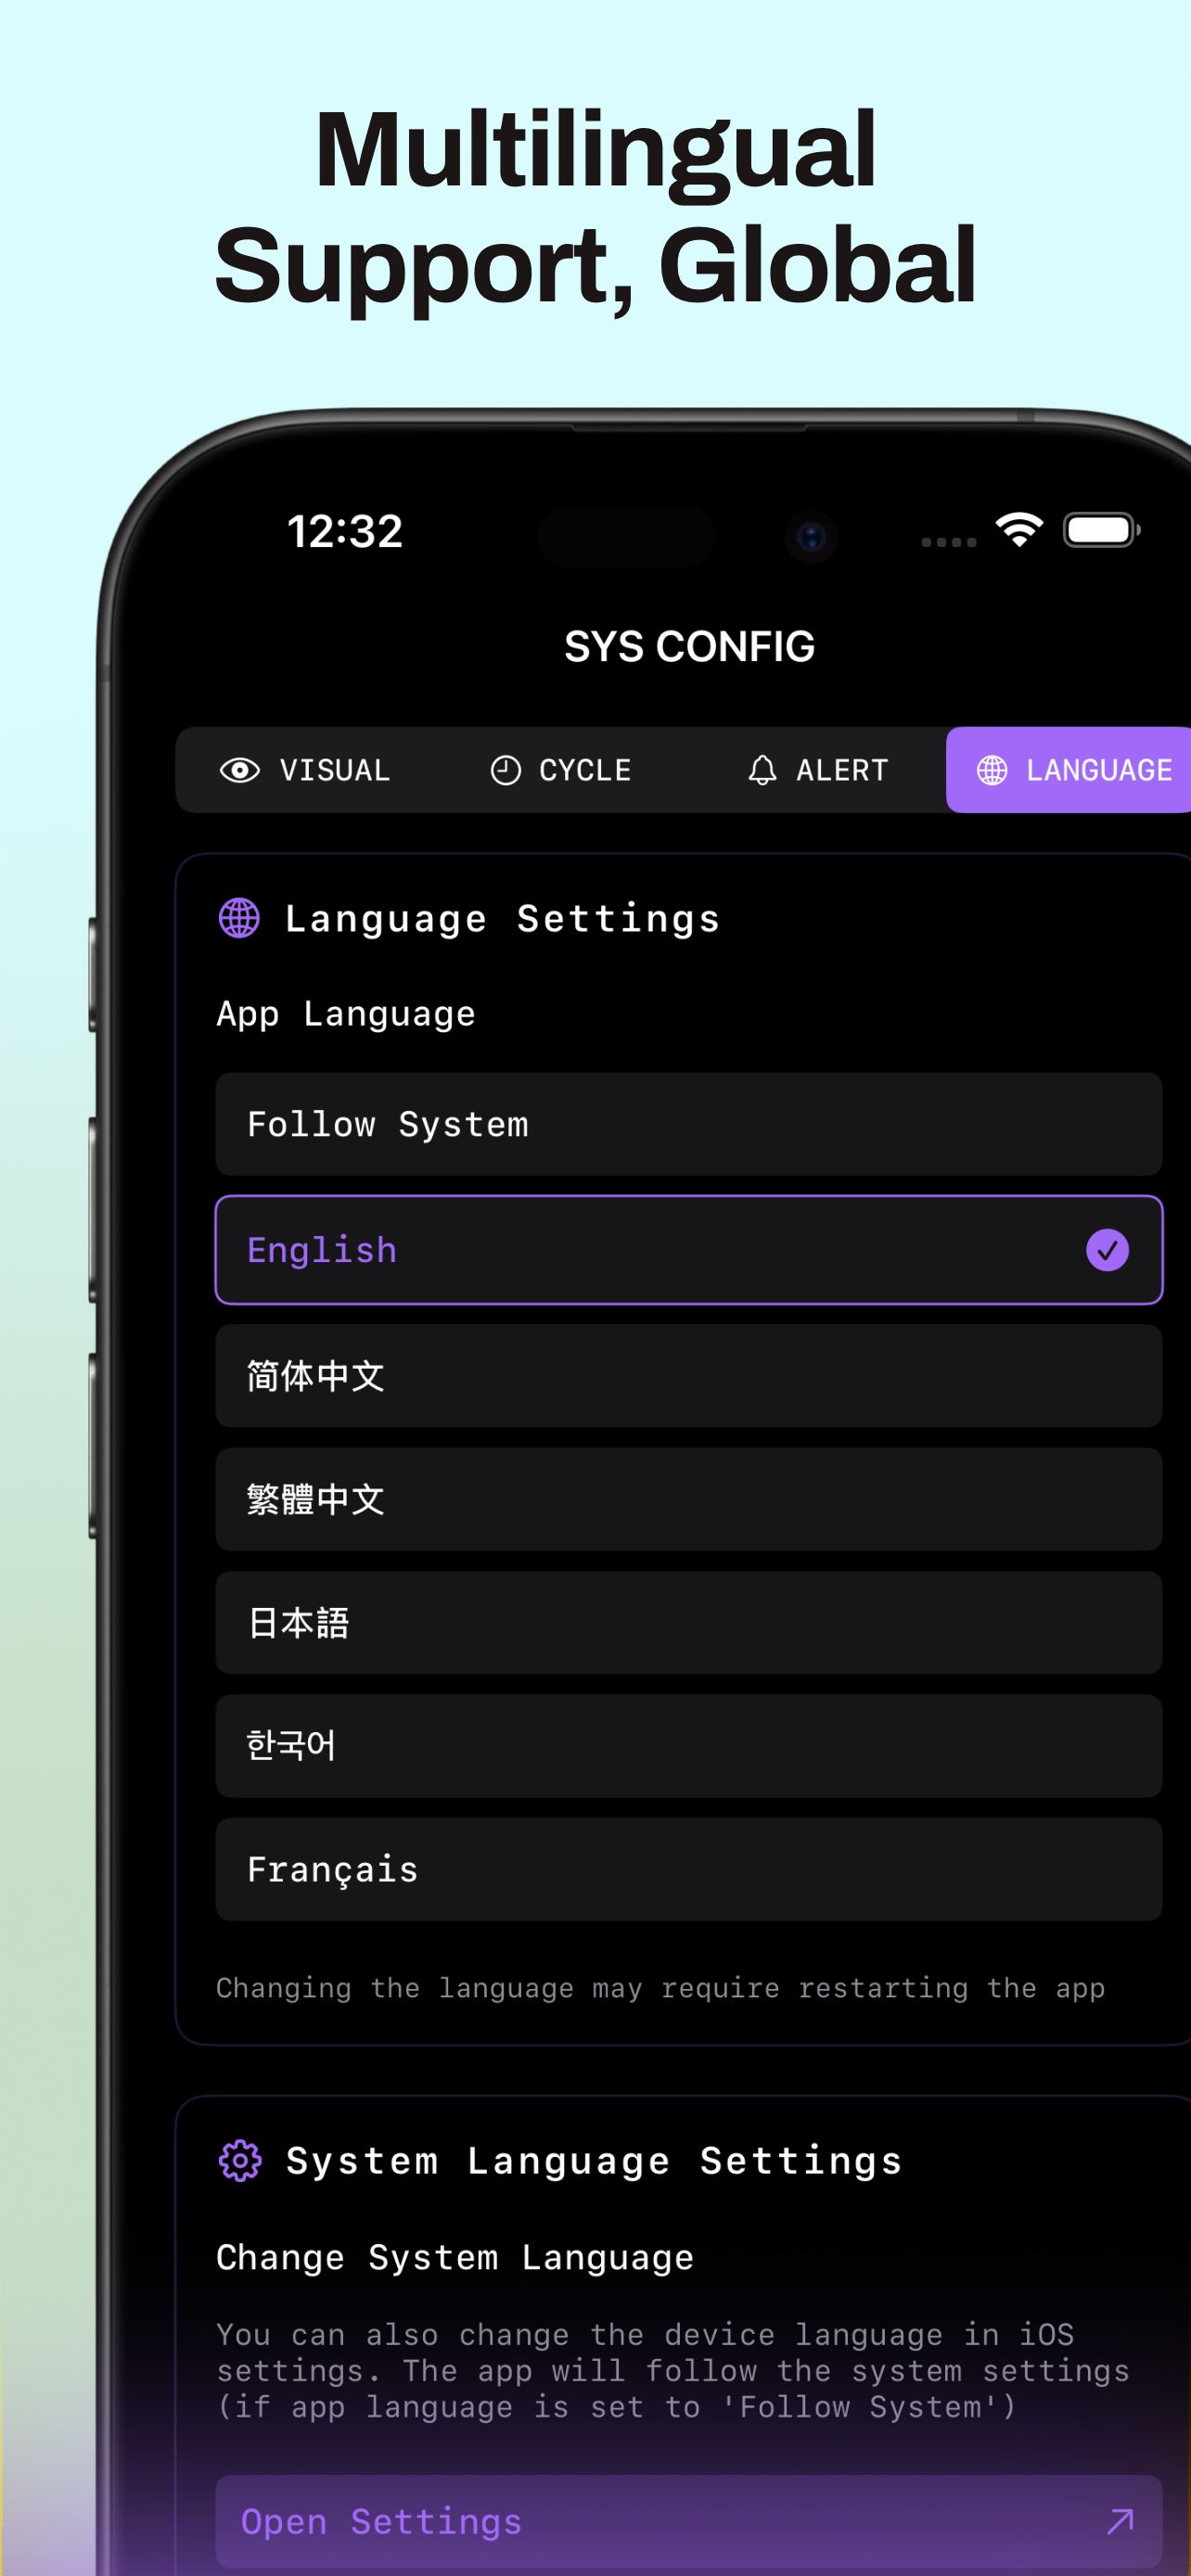 Multilingual
Support, Global
12:32
SYS CONFIG
VISUAL CYCLE ALERT LANGUAGE
Language Settings
App Language
Follow System
English
简体中文
繁體中文
日本語
한국어
Français
Changing the language may require restarting the app
System Language Settings
Change System Language
You can also change the device language in iOS
settings. The app will follow the system settings
(if app language is set to 'Follow System')
Open Settings